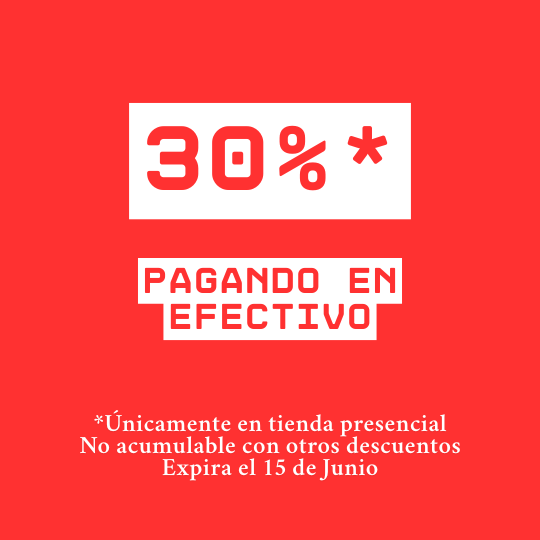 30%*
PAGANDO EN
EFECTIVO
*Únicamente en tienda presencial
No acumulable con otros descuentos
Expira el 15 de Junio